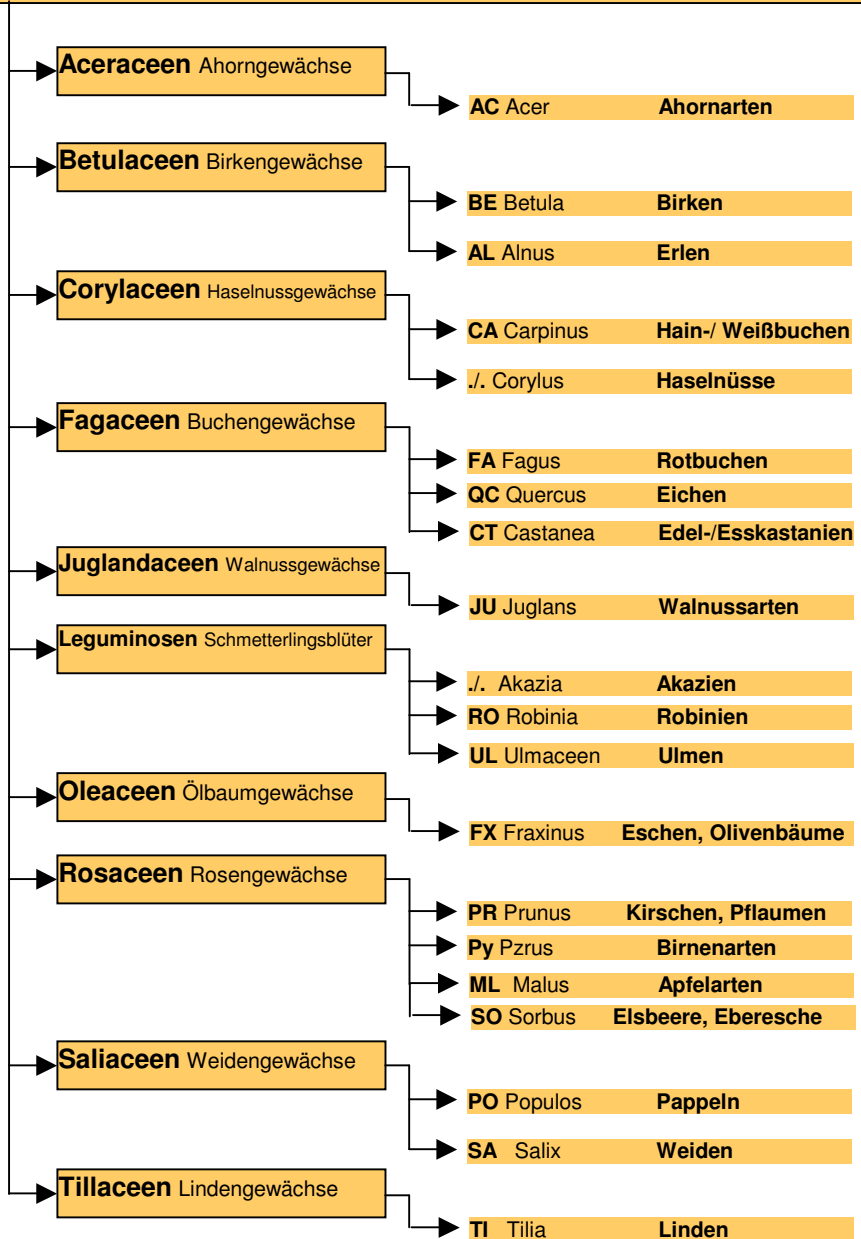 Aceraceen Ahorngewächse
AC Acer Ahornarten
Betulaceen Birkengewächse
BE Betula Birken
AL Alnus Erlen
Corylaceen Haselnussgewächse
CA Carpinus Hain-/ Weißbuchen
./. Corylus Haselnüsse
Fagaceen Buchengewächse
FA Fagus Rotbuchen
QC Quercus Eichen
CT Castanea Edel-/Esskastanien
Juglandaceen Walnussgewächse
JU Juglans Walnussarten
Leguminosen Schmetterlingsblüter
./. Akazia Akazien
RO Robinia Robinien
UL Ulmaceen Ulmen
Oleaceen Ölbaumgewächse
FX Fraxinus Eschen, Olivenbäume
Rosaceen Rosengewächse
PR Prunus Kirschen, Pflaumen
Py Pzrus Birnenarten
ML Malus Apfelarten
SO Sorbus Elsbeere, Eberesche
Saliaceen Weidengewächse
PO Populos Pappeln
SA Salix Weiden
Tillaceen Lindengewächse
TI Tilia Linden